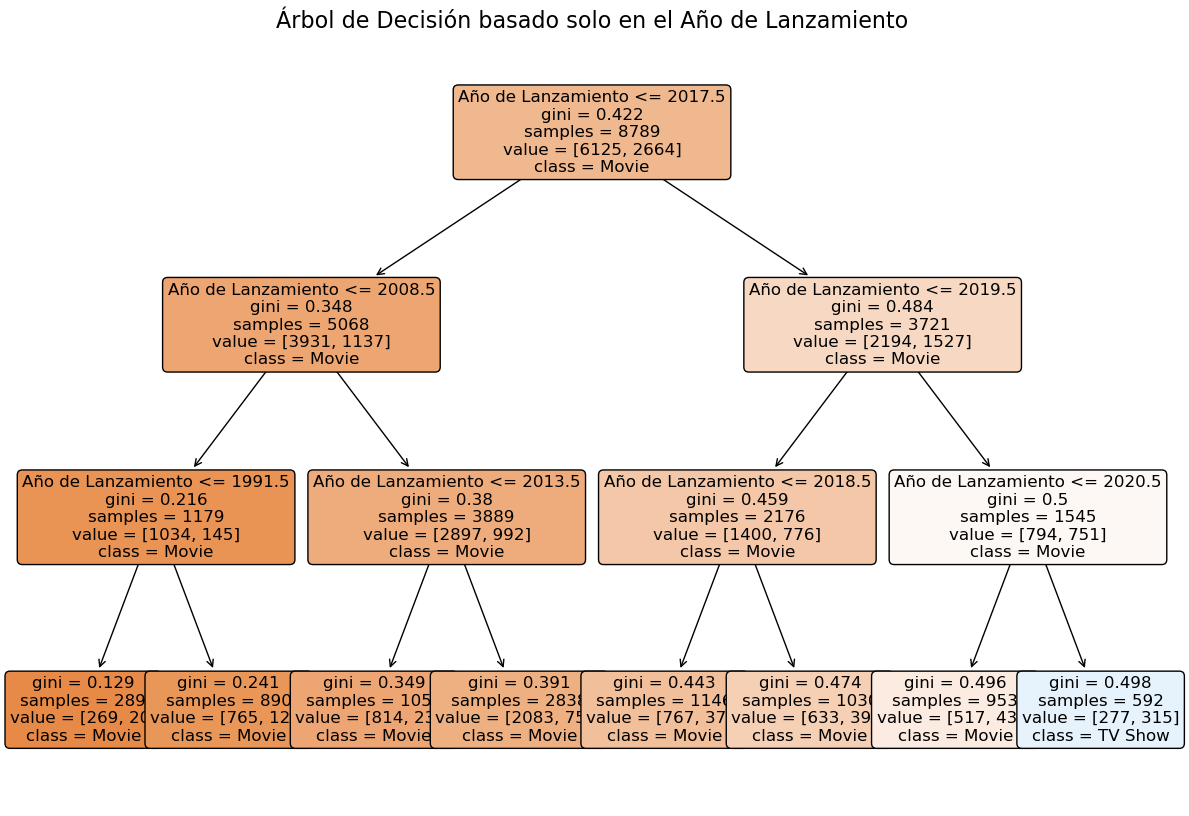 Árbol de Decisión basado solo en el Año de Lanzamiento
Año de Lanzamiento <= 2017.5
gini = 0.422
samples = 8789
value = [6125, 2664]
class = Movie
Año de Lanzamiento <= 2008.5
gini = 0.348
samples = 5068
value = [3931, 1137]
class = Movie
Año de Lanzamiento <= 2019.5
gini = 0.484
samples = 3721
value = [2194, 1527]
class = Movie
Año de Lanzamiento <= 1991.5
gini = 0.216
samples = 1179
value = [1034, 145]
class = Movie
Año de Lanzamiento <= 2013.5
gini = 0.38
samples = 3889
value = [2897, 992]
class = Movie
Año de Lanzamiento <= 2018.5
gini = 0.459
samples = 2176
value = [1400, 776]
class = Movie
Año de Lanzamiento <= 2020.5
gini = 0.5
samples = 1545
value = [794, 751]
class = Movie
gini = 0.129
samples = 289
value = [269,
class = Movie
gini = 0.241
samples = 890
value = [765,
class = Movie
gini = 0.349
samples =
value = [814,
class = Movie
gini = 0.391
samples = 2838
value = [2083,
class = Movie
gini = 0.443
samples = 1146
value = [767,
class = Movie
gini = 0.474
samples = 1030
value = [633,
class = Movie
gini = 0.496
samples = 953
value = [517,
class = Movie
gini = 0.498
samples = 592
value = [277, 315]
class = TV Show